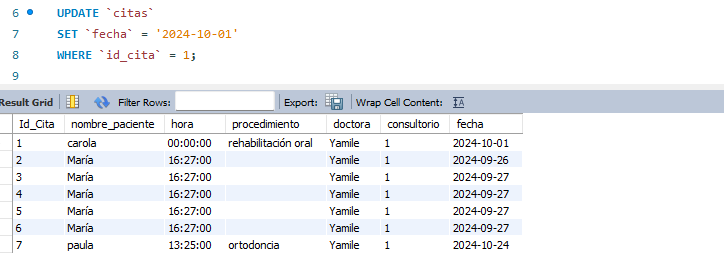 6 UPDATE `citas`
7 SET `fecha` = '2024-10-01'
8 WHERE `id_cita` = 1;
9
Result Grid Filter Rows: Export: Wrap Cell Content:
Id_Cita nombre_paciente hora procedimiento doctora consultorio fecha
1 carola 00:00:00 rehabilitación oral Yamile 1 2024-10-01
2 María 16:27:00 Yamile 1 2024-09-26
3 María 16:27:00 Yamile 1 2024-09-27
4 María 16:27:00 Yamile 1 2024-09-27
5 María 16:27:00 Yamile 1 2024-09-27
6 María 16:27:00 Yamile 1 2024-09-27
7 paula 13:25:00 ortodoncia Yamile 1 2024-10-24